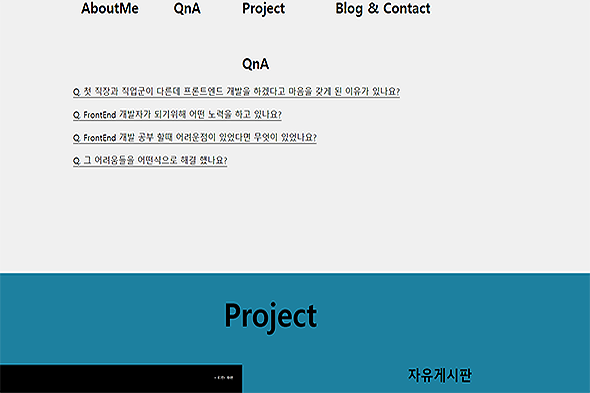 AboutMe QnA Project Blog & Contact
QnA
Q. 첫 직장과 직업군이 다른데 프론트엔드 개발을 하겠다고 마음을 갖게 된 이유가 있나요?
Q. FrontEnd 개발자가 되기위해 어떤 노력을 하고 있나요?
Q. FrontEnd 개발 공부 할때 어려운점이 있었다면 무엇이 있었나요?
Q. 그 어려움들을 어떤식으로 해결 했나요?
Project
자유게시판